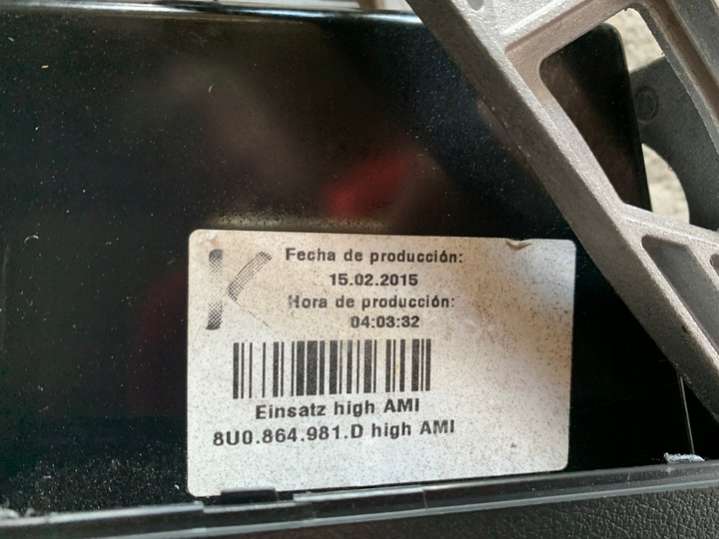 K
Fecha de producción:
15.02.2015
Hora de producción:
04:03:32
Einsatz high AMI
8U0.864.981.D high AMI